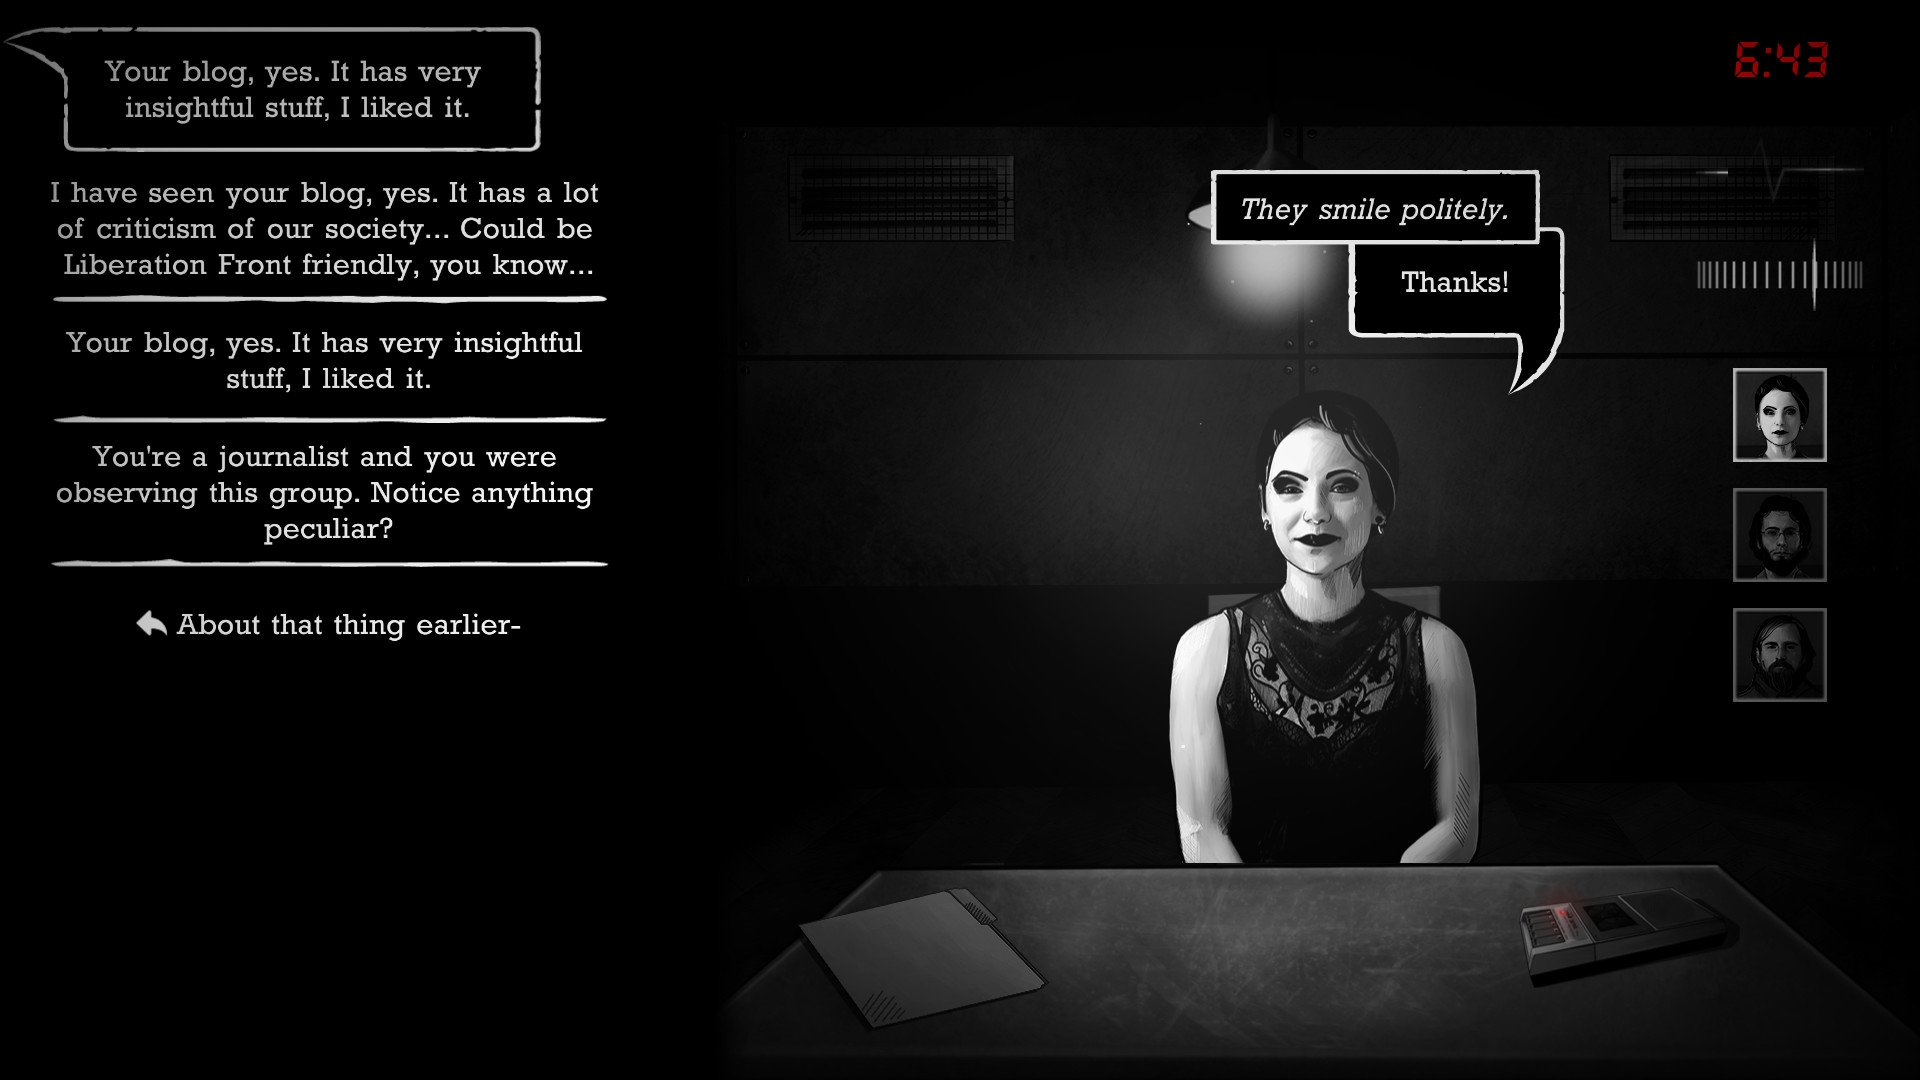 Your blog, yes. It has very
insightful stuff, I liked it.
I have seen your blog, yes. It has a lot
of criticism of our society... Could be
Liberation Front friendly, you know...
Your blog, yes. It has very insightful
stuff, I liked it.
You're a journalist and you were
observing this group. Notice anything
peculiar?
About that thing earlier-
6:43
They smile politely.
Thanks!